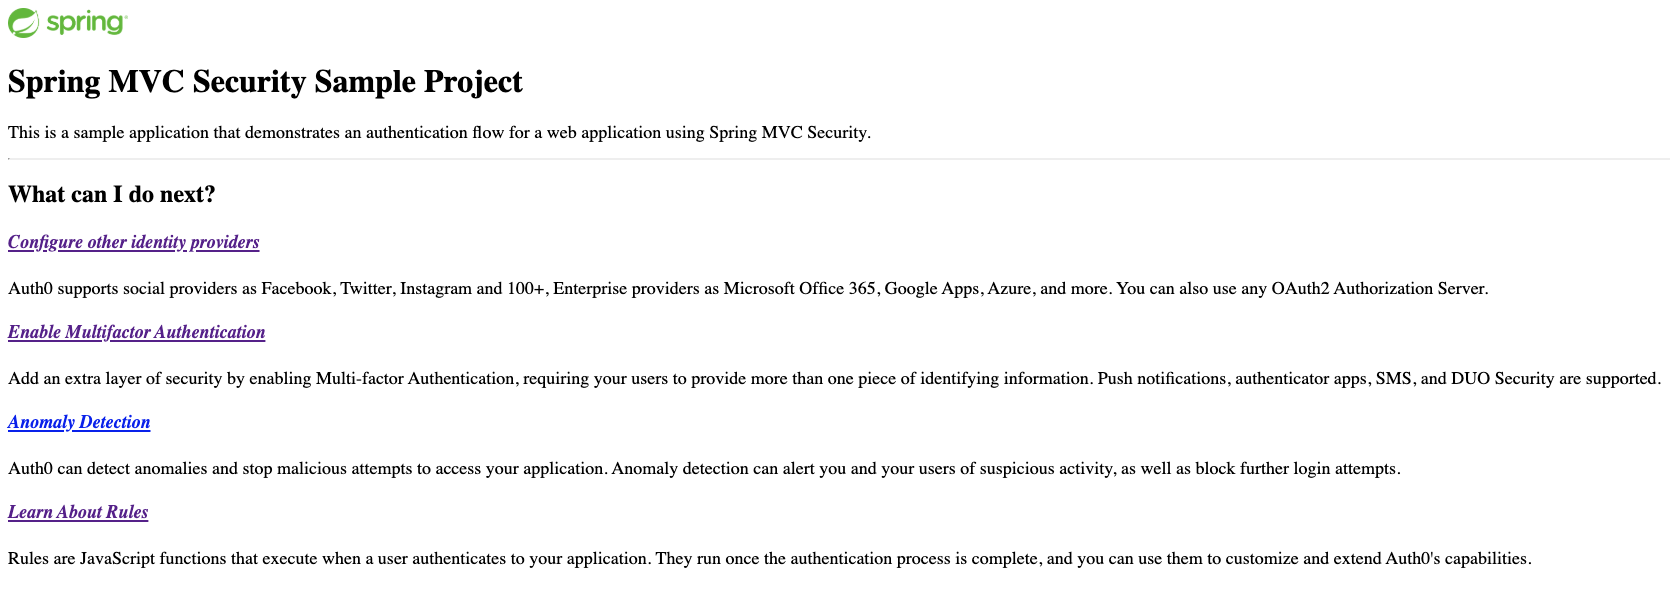 spring
Spring MVC Security Sample Project
This is a sample application that demonstrates an authentication flow for a web application using Spring MVC Security.
What can I do next?
Configure other identity providers
Auth0 supports social providers as Facebook, Twitter, Instagram and 100+, Enterprise providers as Microsoft Office 365, Google Apps, Azure, and more. You can also use any OAuth2 Authorization Server.
Enable Multifactor Authentication
Add an extra layer of security by enabling Multi-factor Authentication, requiring your users to provide more than one piece of identifying information. Push notifications, authenticator apps, SMS, and DUO Security are supported.
Anomaly Detection
Auth0 can detect anomalies and stop malicious attempts to access your application. Anomaly detection can alert you and your users of suspicious activity, as well as block further login attempts.
Learn About Rules
Rules are JavaScript functions that execute when a user authenticates to your application. They run once the authentication process is complete, and you can use them to customize and extend Auth0's capabilities.